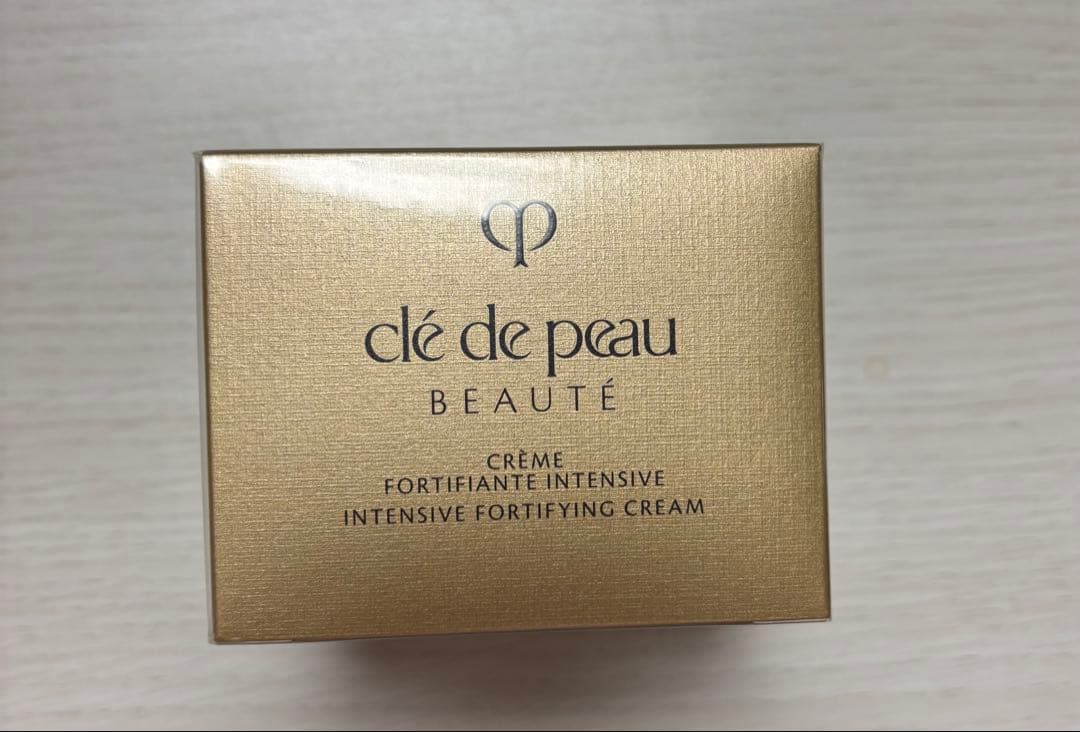 clé de peau
BEAUTÉ
CRÈME
FORTIFIANTE INTENSIVE
INTENSIVE FORTIFYING CREAM